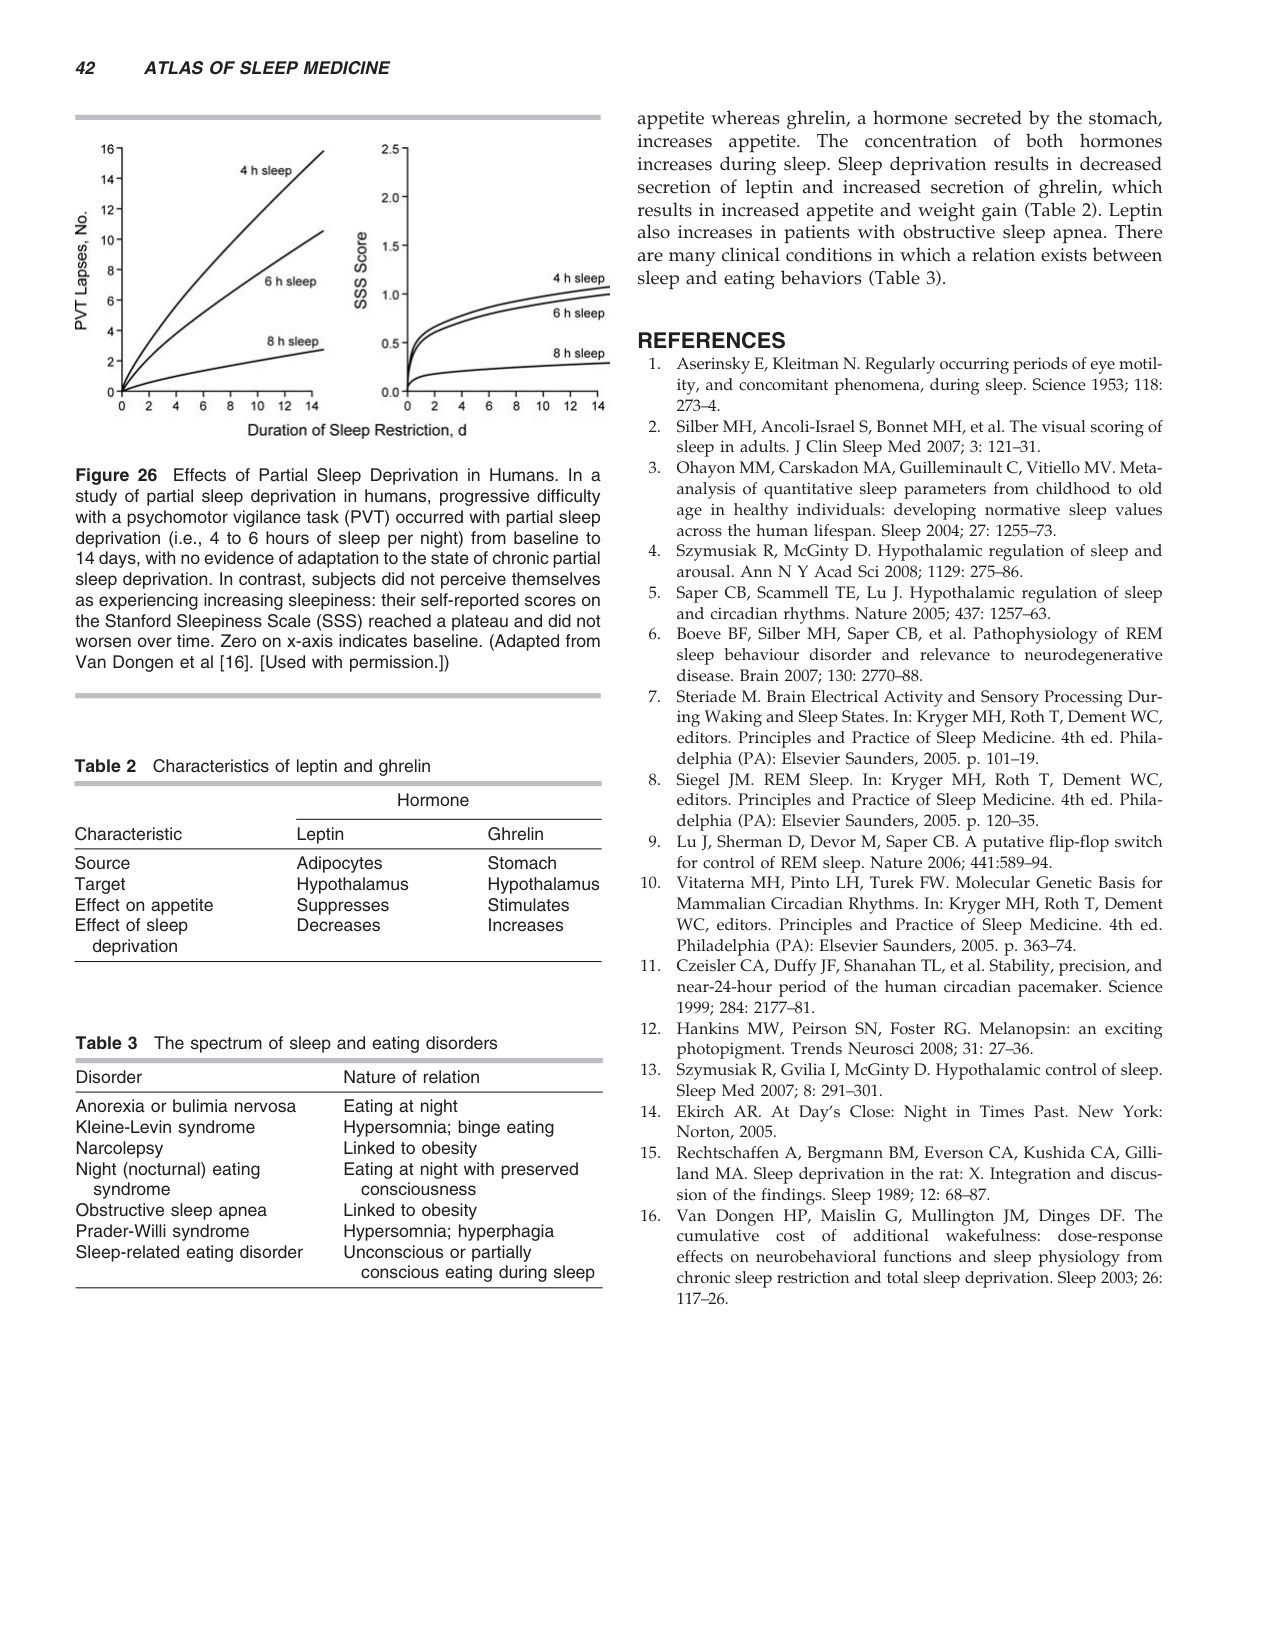 42 ATLAS OF SLEEP MEDICINE
16
14
12
10
8
6
4
2
0
PVT Lapses, No.
4 h sleep
6 h sleep
8 h sleep
0 2 4 6 8 10 12 14
2.5
2.0
1.5
1.0
0.5
0.0
SSS Score
4 h sleep
6 h sleep
8 h sleep
0 2 4 6 8 10 12 14
Duration of Sleep Restriction, d
Figure 26 Effects of Partial Sleep Deprivation in Humans. In a
study of partial sleep deprivation in humans, progressive difficulty
with a psychomotor vigilance task (PVT) occurred with partial sleep
deprivation (i.e., 4 to 6 hours of sleep per night) from baseline to
14 days, with no evidence of adaptation to the state of chronic partial
sleep deprivation. In contrast, subjects did not perceive themselves
as experiencing increasing sleepiness: their self-reported scores on
the Stanford Sleepiness Scale (SSS) reached a plateau and did not
worsen over time. Zero on x-axis indicates baseline. (Adapted from
Van Dongen et al [16]. [Used with permission.])
Table 2 Characteristics of leptin and ghrelin
Hormone
Characteristic Leptin Ghrelin
Source Adipocytes Stomach
Target Hypothalamus Hypothalamus
Effect on appetite Suppresses Stimulates
Effect of sleep Decreases Increases
deprivation
Table 3 The spectrum of sleep and eating disorders
Disorder Nature of relation
Anorexia or bulimia nervosa Eating at night
Kleine-Levin syndrome Hypersomnia; binge eating
Narcolepsy Linked to obesity
Night (nocturnal) eating Eating at night with preserved
syndrome consciousness
Obstructive sleep apnea Linked to obesity
Prader-Willi syndrome Hypersomnia; hyperphagia
Sleep-related eating disorder Unconscious or partially
conscious eating during sleep
appetite whereas ghrelin, a hormone secreted by the stomach,
increases appetite. The concentration of both hormones
increases during sleep. Sleep deprivation results in decreased
secretion of leptin and increased secretion of ghrelin, which
results in increased appetite and weight gain (Table 2). Leptin
also increases in patients with obstructive sleep apnea. There
are many clinical conditions in which a relation exists between
sleep and eating behaviors (Table 3).
REFERENCES
1. Aserinsky E, Kleitman N. Regularly occurring periods of eye motil-
ity, and concomitant phenomena, during sleep. Science 1953; 118:
273–4.
2. Silber MH, Ancoli-Israel S, Bonnet MH, et al. The visual scoring of
sleep in adults. J Clin Sleep Med 2007; 3: 121–31.
3. Ohayon MM, Carskadon MA, Guilleminault C, Vitiello MV. Meta-
analysis of quantitative sleep parameters from childhood to old
age in healthy individuals: developing normative sleep values
across the human lifespan. Sleep 2004; 27: 1255–73.
4. Szymusiak R, McGinty D. Hypothalamic regulation of sleep and
arousal. Ann N Y Acad Sci 2008; 1129: 275–86.
5. Saper CB, Scammell TE, Lu J. Hypothalamic regulation of sleep
and circadian rhythms. Nature 2005; 437: 1257–63.
6. Boeve BF, Silber MH, Saper CB, et al. Pathophysiology of REM
sleep behaviour disorder and relevance to neurodegenerative
disease. Brain 2007; 130: 2770–88.
7. Steriade M. Brain Electrical Activity and Sensory Processing Dur-
ing Waking and Sleep States. In: Kryger MH, Roth T, Dement WC,
editors. Principles and Practice of Sleep Medicine. 4th ed. Phila-
delphia (PA): Elsevier Saunders, 2005. p. 101–19.
8. Siegel JM. REM Sleep. In: Kryger MH, Roth T, Dement WC,
editors. Principles and Practice of Sleep Medicine. 4th ed. Phila-
delphia (PA): Elsevier Saunders, 2005. p. 120–35.
9. Lu J, Sherman D, Devor M, Saper CB. A putative flip-flop switch
for control of REM sleep. Nature 2006; 441:589–94.
10. Vitaterna MH, Pinto LH, Turek FW. Molecular Genetic Basis for
Mammalian Circadian Rhythms. In: Kryger MH, Roth T, Dement
WC, editors. Principles and Practice of Sleep Medicine. 4th ed.
Philadelphia (PA): Elsevier Saunders, 2005. p. 363–74.
11. Czeisler CA, Duffy JF, Shanahan TL, et al. Stability, precision, and
near-24-hour period of the human circadian pacemaker. Science
1999; 284: 2177–81.
12. Hankins MW, Peirson SN, Foster RG. Melanopsin: an exciting
photopigment. Trends Neurosci 2008; 31: 27–36.
13. Szymusiak R, Gvilia I, McGinty D. Hypothalamic control of sleep.
Sleep Med 2007; 8: 291–301.
14. Ekirch AR. At Day’s Close: Night in Times Past. New York:
Norton, 2005.
15. Rechtschaffen A, Bergmann BM, Everson CA, Kushida CA, Gilli-
land MA. Sleep deprivation in the rat: X. Integration and discus-
sion of the findings. Sleep 1989; 12: 68–87.
16. Van Dongen HP, Maislin G, Mullington JM, Dinges DF. The
cumulative cost of additional wakefulness: dose-response
effects on neurobehavioral functions and sleep physiology from
chronic sleep restriction and total sleep deprivation. Sleep 2003; 26:
117–26.